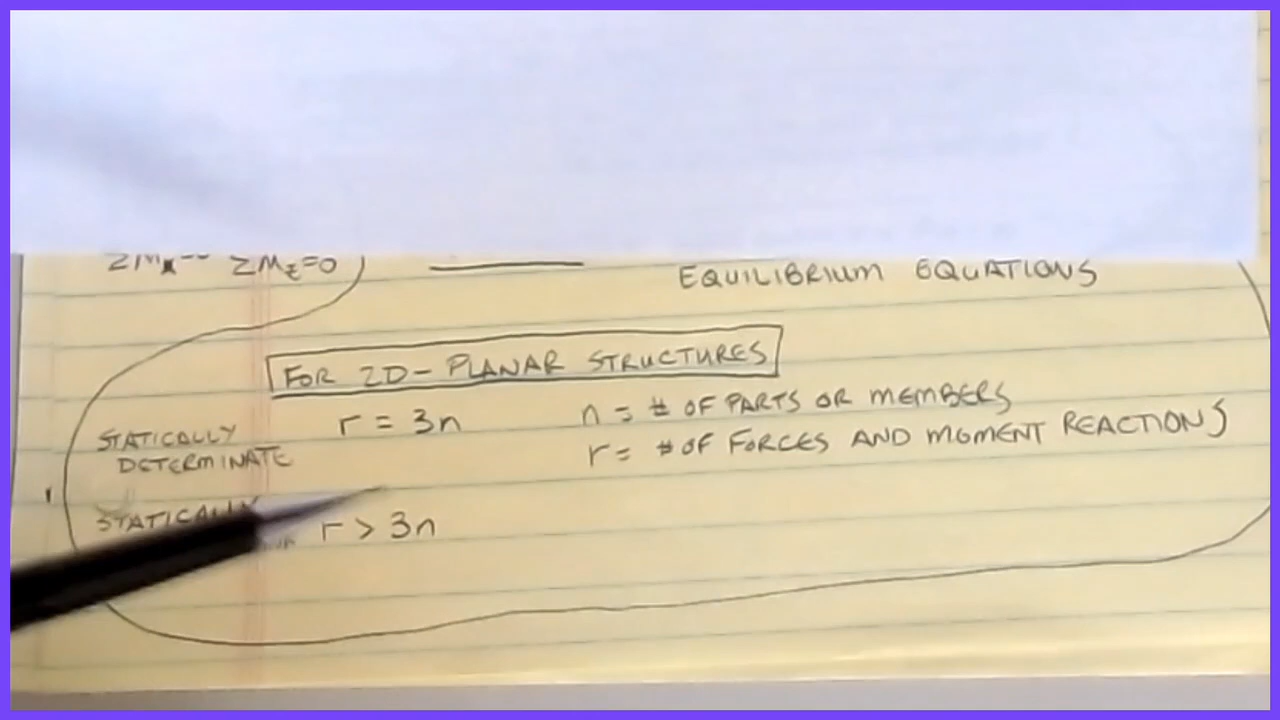 ΣMz=0
EQUILIBRIUM EQUATIONS
FOR 2D- PLANAR STRUCTURES
r = 3n
n = # OF PARTS OR MEMBERS
STATICALLY DETERMINATE
r = # OF FORCES AND MOMENT REACTIONS
STATICALLY
r > 3n